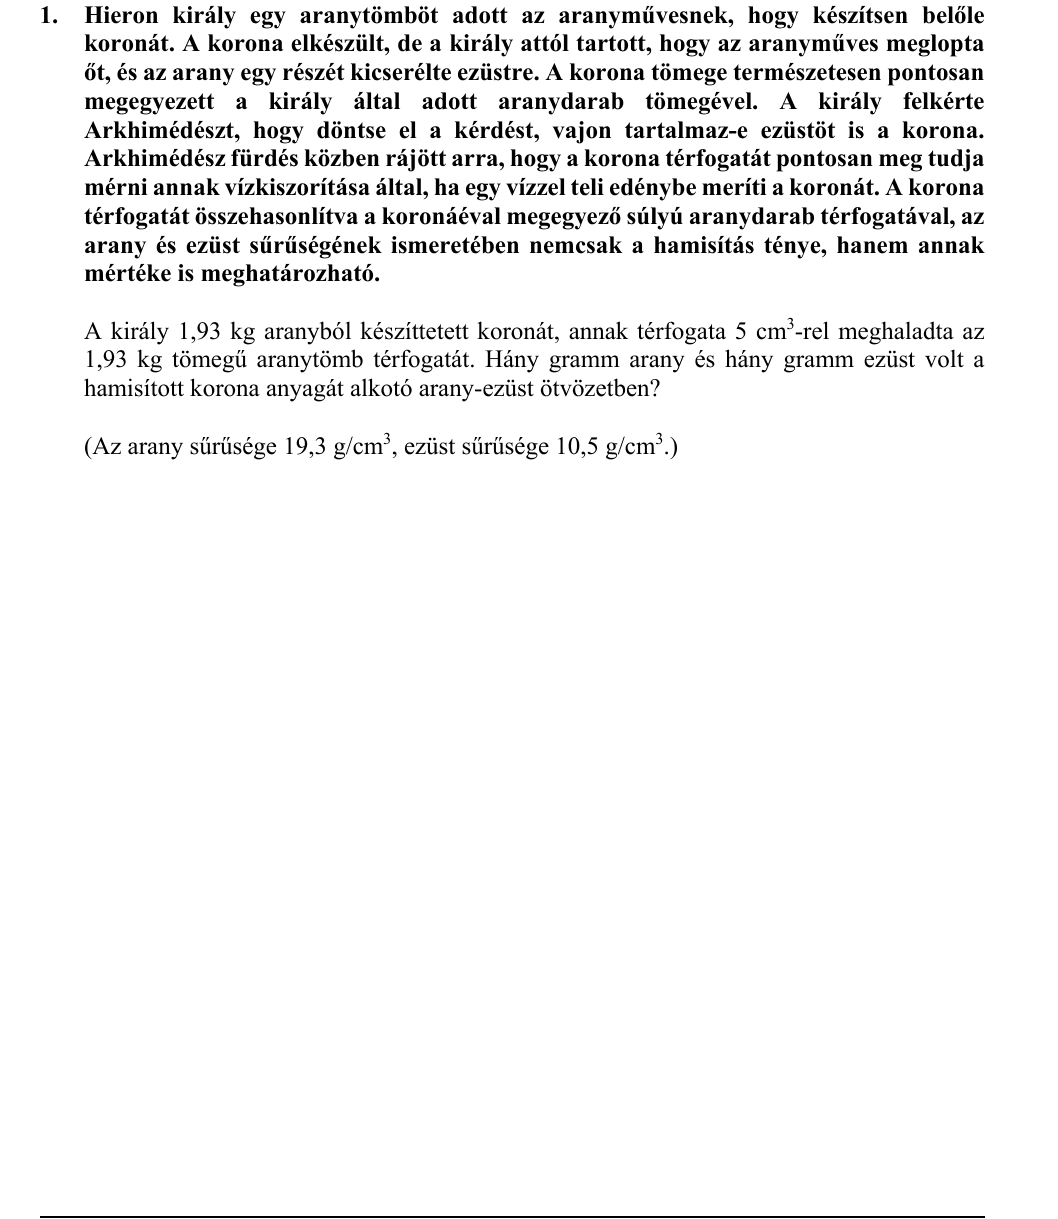 1. Hieron király egy aranytömböt adott az aranyművesnek, hogy készítsen belőle
koronát. A korona elkészült, de a király attól tartott, hogy az aranyműves meglopta
őt, és az arany egy részét kicserélte ezüstre. A korona tömege természetesen pontosan
megegyezett a király által adott aranydarab tömegével. A király felkérte
Arkhimédészt, hogy döntse el a kérdést, vajon tartalmaz-e ezüstöt is a korona.
Arkhimédész fürdés közben rájött arra, hogy a korona térfogatát pontosan meg tudja
mérni annak vízkiszorítása által, ha egy vízzel teli edénybe meríti a koronát. A korona
térfogatát összehasonlítva a koronáéval megegyező súlyú aranydarab térfogatával, az
arany és ezüst sűrűségének ismeretében nemcsak a hamisítás ténye, hanem annak
mértéke is meghatározható.
A király 1,93 kg aranyból készíttetett koronát, annak térfogata 5 cm³-rel meghaladta az
1,93 kg tömegű aranytömb térfogatát. Hány gramm arany és hány gramm ezüst volt a
hamisított korona anyagát alkotó arany-ezüst ötvözetben?
(Az arany sűrűsége 19,3 g/cm³, ezüst sűrűsége 10,5 g/cm³.)